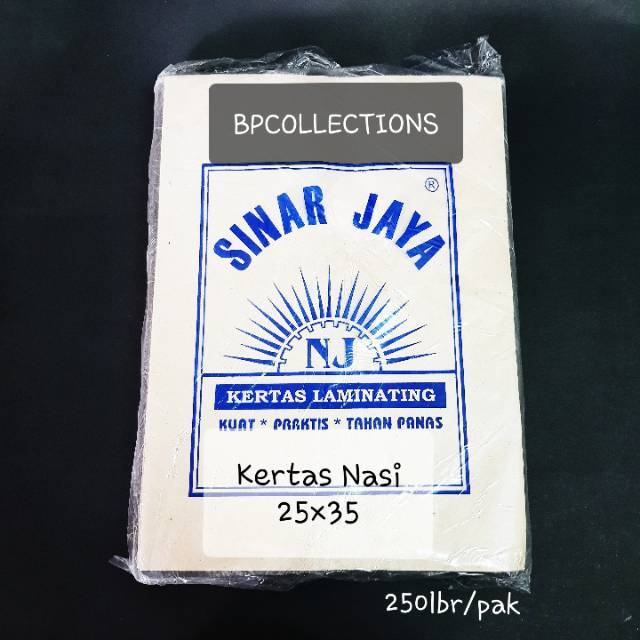 BPCOLLECTIONS
®
SINAR JAYA
NJ
KERTAS LAMINATING
KUAT * PRAKTIS * TAHAN PANAS
Kertas Nasi
25x35
250lbr/pak